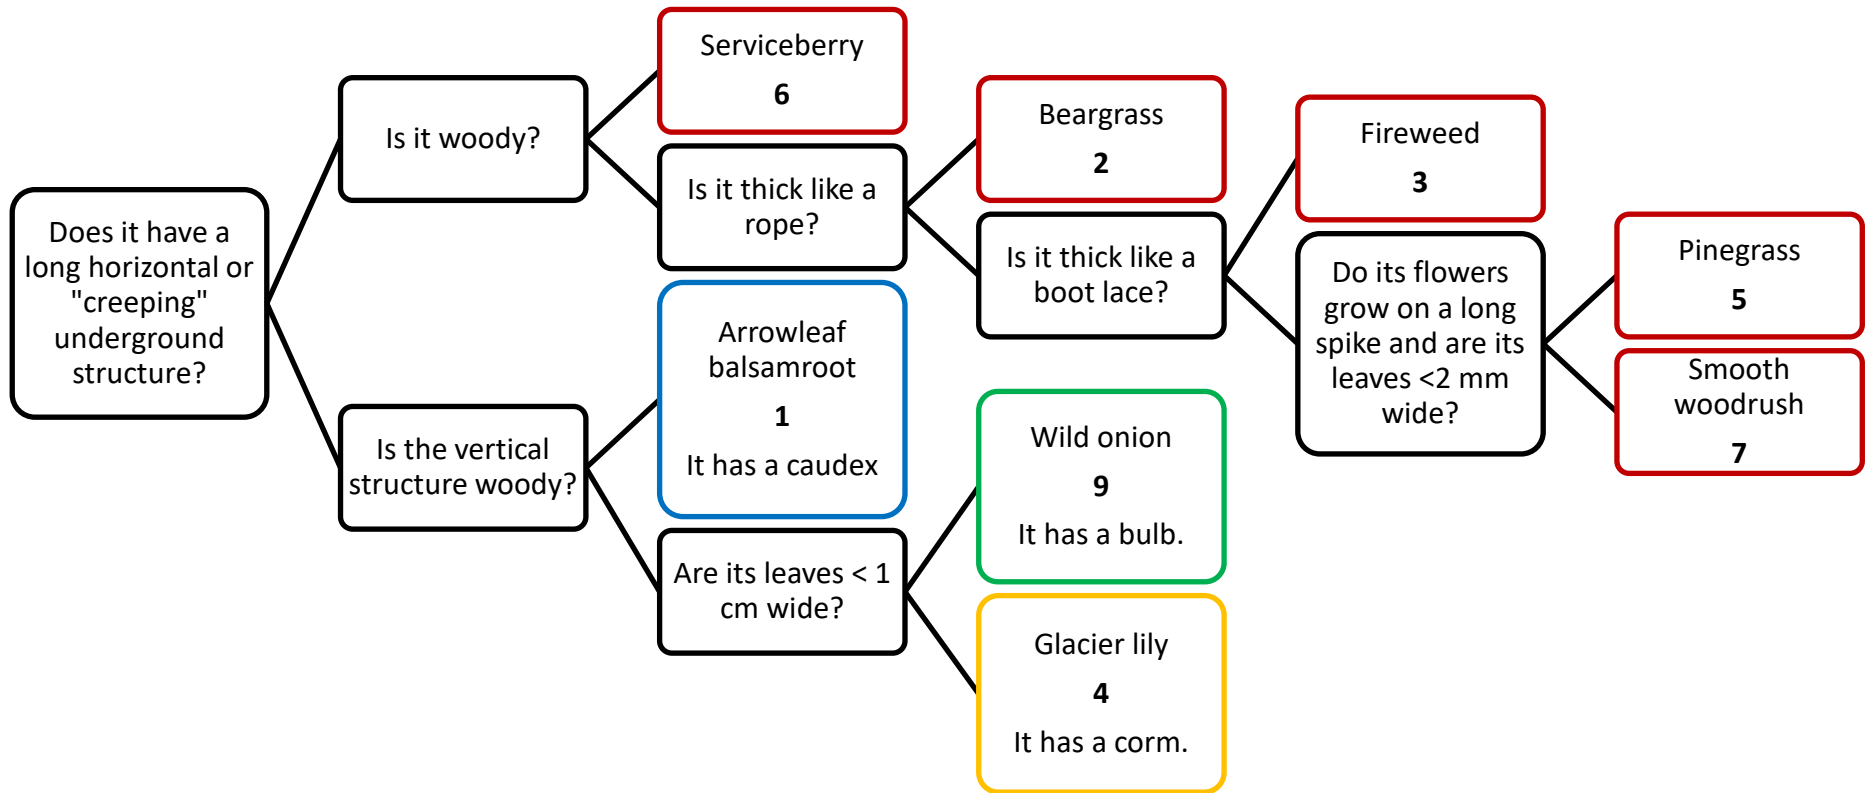 Does it have a
long horizontal or
"creeping"
underground
structure?
Is it woody?
Serviceberry
6
Is it thick like a
rope?
Beargrass
2
Is it thick like a
boot lace?
Fireweed
3
Do its flowers
grow on a long
spike and are its
leaves <2 mm
wide?
Pinegrass
5
Smooth
woodrush
7
Is the vertical
structure woody?
Arrowleaf
balsamroot
1
It has a caudex
Are its leaves < 1
cm wide?
Wild onion
9
It has a bulb.
Glacier lily
4
It has a corm.